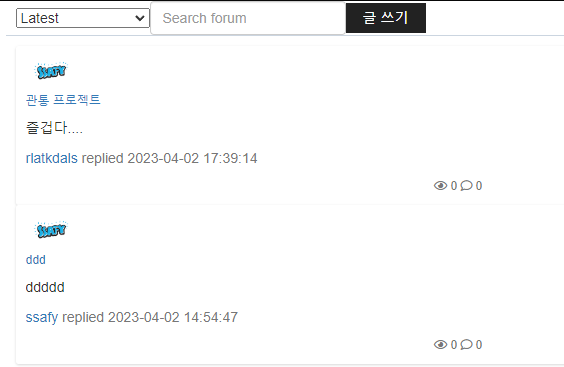 Latest Search forum 글 쓰기
SSAFY
관통 프로젝트
즐겁다....
rlatkdals replied 2023-04-02 17:39:14
0 0
SSAFY
ddd
ddddd
ssafy replied 2023-04-02 14:54:47
0 0